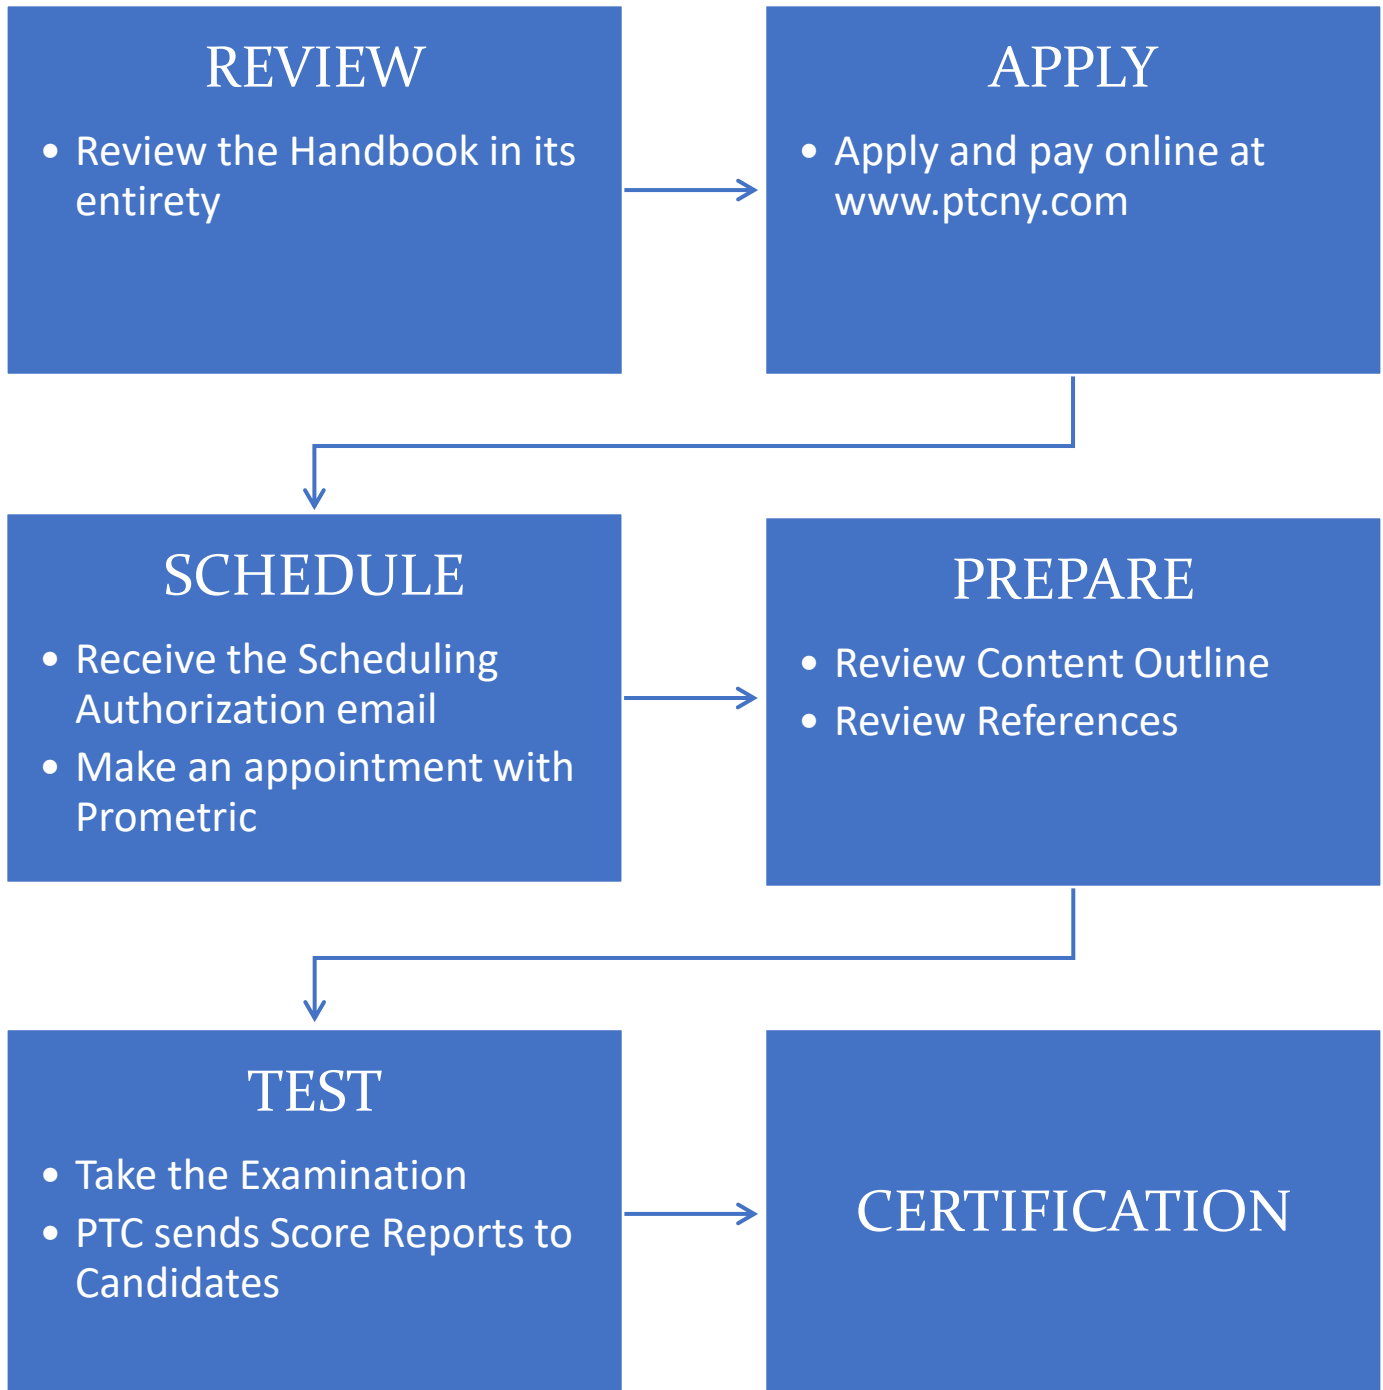 REVIEW
• Review the Handbook in its
entirety
APPLY
• Apply and pay online at
www.ptcny.com
SCHEDULE
• Receive the Scheduling
Authorization email
• Make an appointment with
Prometric
PREPARE
• Review Content Outline
• Review References
TEST
• Take the Examination
• PTC sends Score Reports to
Candidates
CERTIFICATION